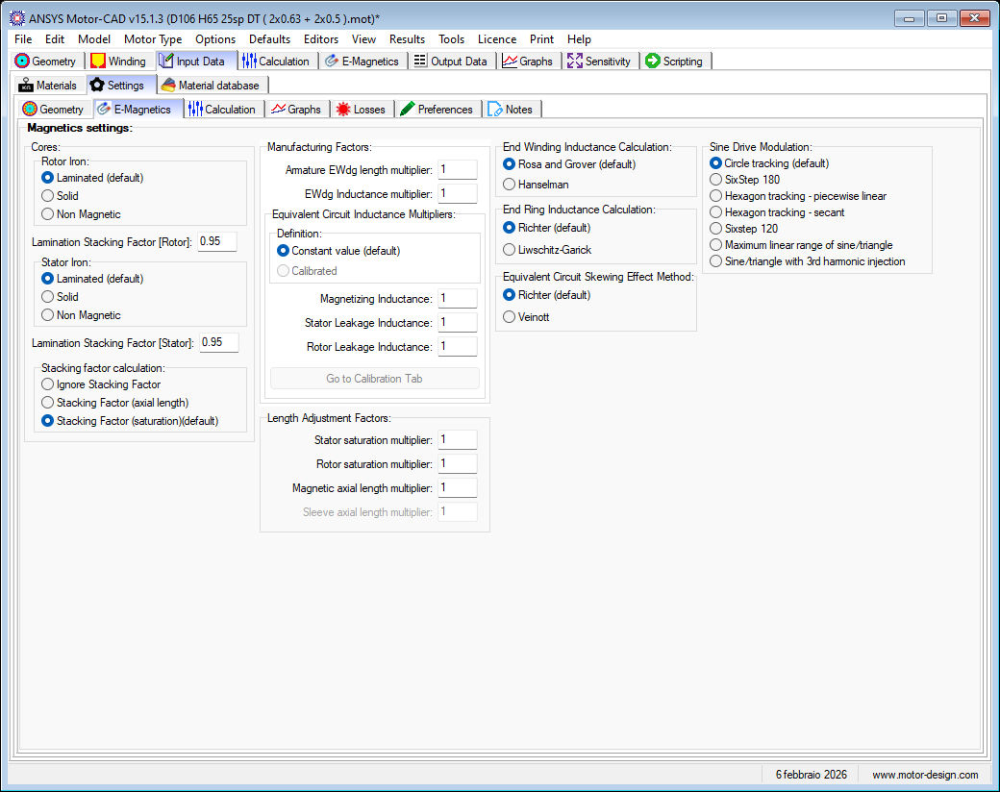 ANSYS Motor-CAD v15.1.3 (D106 H65 25sp DT ( 2x0.63 + 2x0.5 ).mot)*
File Edit Model Motor Type Options Defaults Editors View Results Tools Licence Print Help
Geometry Winding Input Data Calculation E-Magnetics Output Data Graphs Sensitivity Scripting
Materials Settings Material database
Geometry E-Magnetics Calculation Graphs Losses Preferences Notes
Magnetics settings:
Cores:
Rotor Iron:
Laminated (default)
Solid
Non Magnetic
Lamination Stacking Factor [Rotor]: 0.95
Stator Iron:
Laminated (default)
Solid
Non Magnetic
Lamination Stacking Factor [Stator]: 0.95
Stacking factor calculation:
Ignore Stacking Factor
Stacking Factor (axial length)
Stacking Factor (saturation)(default)
Manufacturing Factors:
Armature EWdg length multiplier: 1
EWdg Inductance multiplier: 1
Equivalent Circuit Inductance Multipliers:
Definition:
Constant value (default)
Calibrated
Magnetizing Inductance: 1
Stator Leakage Inductance: 1
Rotor Leakage Inductance: 1
Go to Calibration Tab
Length Adjustment Factors:
Stator saturation multiplier: 1
Rotor saturation multiplier: 1
Magnetic axial length multiplier: 1
Sleeve axial length multiplier: 1
End Winding Inductance Calculation:
Rosa and Grover (default)
Hanselman
End Ring Inductance Calculation:
Richter (default)
Liwschitz-Garick
Equivalent Circuit Skewing Effect Method:
Richter (default)
Veinott
Sine Drive Modulation:
Circle tracking (default)
SixStep 180
Hexagon tracking - piecewise linear
Hexagon tracking - secant
Sixstep 120
Maximum linear range of sine/triangle
Sine/triangle with 3rd harmonic injection
6 febbraio 2026
www.motor-design.com